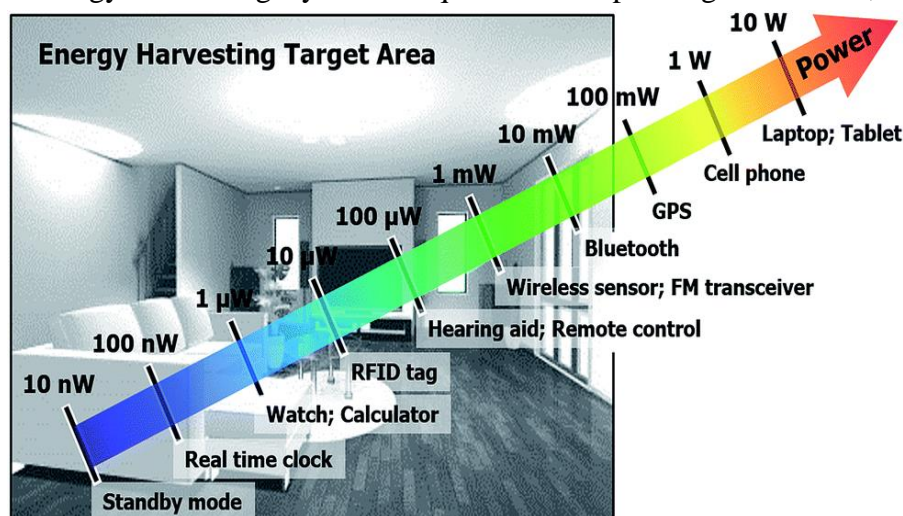 Energy Harvesting Target Area
10 nW
100 nW
1 μW
10 μW
100 μW
1 mW
10 mW
100 mW
1 W
10 W
Power
Standby mode
Real time clock
Watch; Calculator
RFID tag
Hearing aid; Remote control
Wireless sensor; FM transceiver
Bluetooth
GPS
Cell phone
Laptop; Tablet